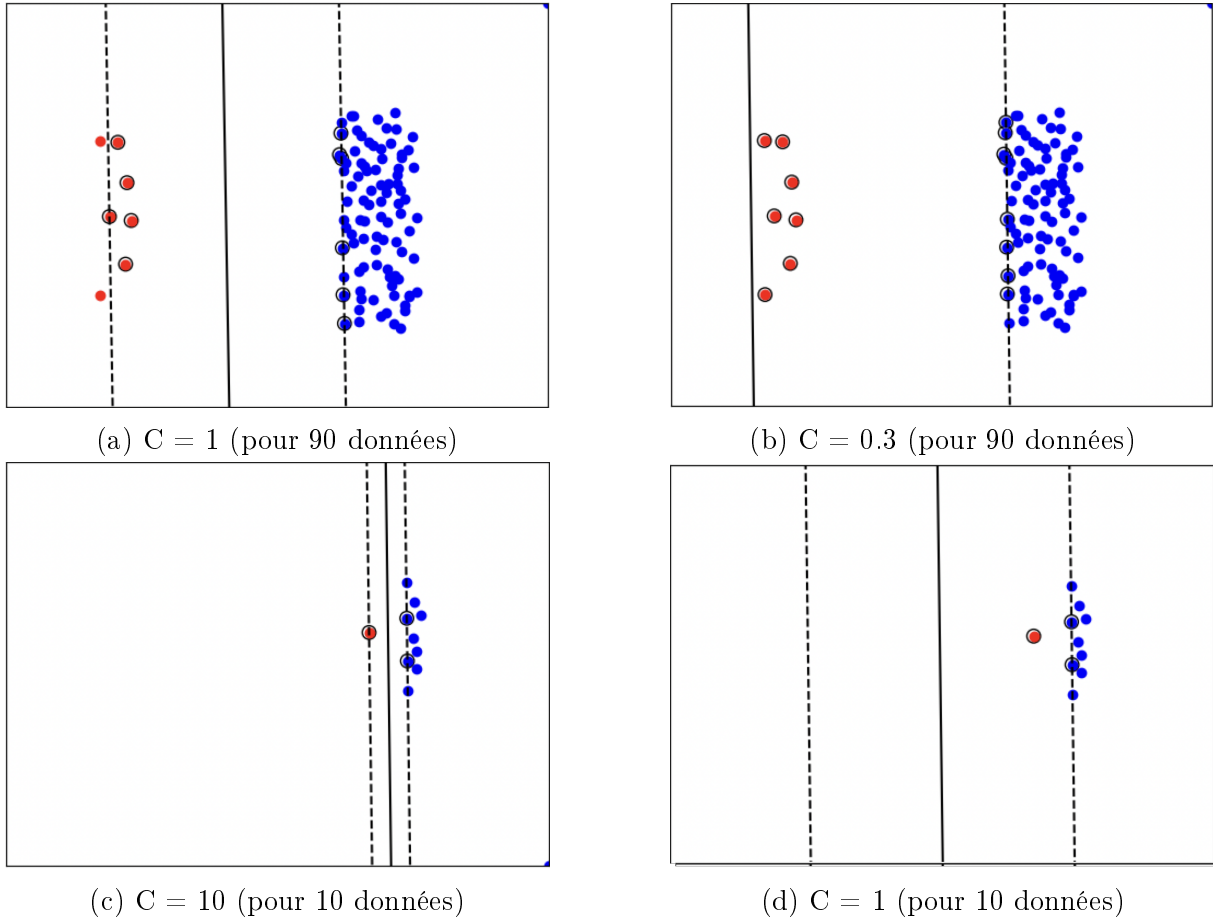 (a) C = 1 (pour 90 données)
(b) C = 0.3 (pour 90 données)
(c) C = 10 (pour 10 données)
(d) C = 1 (pour 10 données)